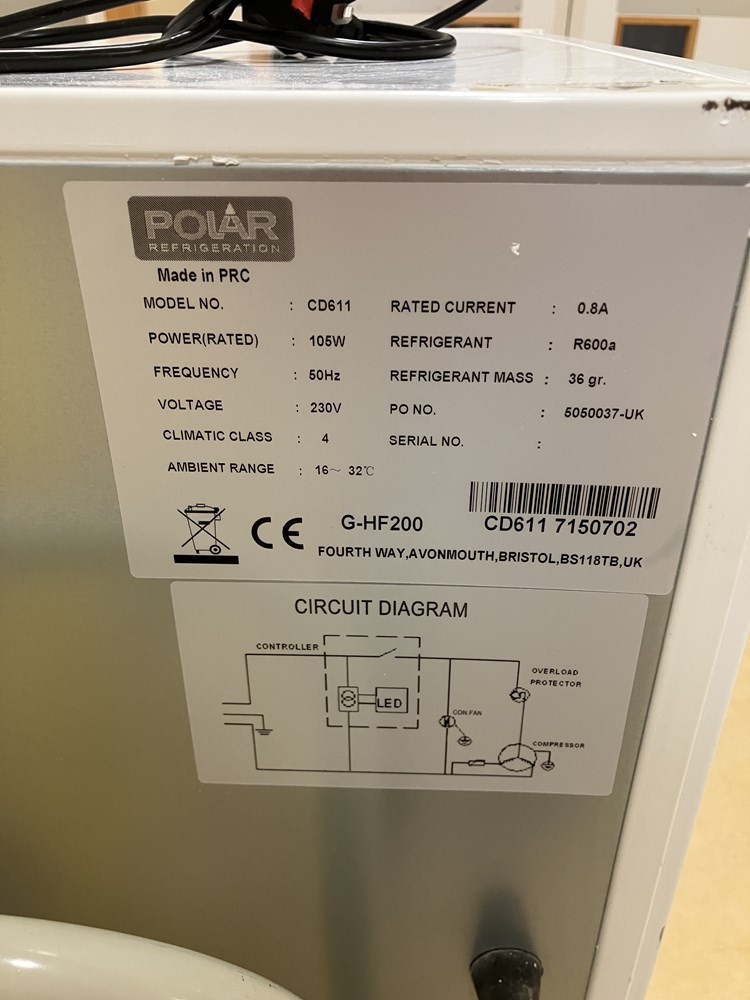 POLAR
REFRIGERATION
Made in PRC
MODEL NO. : CD611 RATED CURRENT : 0.8A
POWER(RATED) : 105W REFRIGERANT : R600a
FREQUENCY : 50Hz REFRIGERANT MASS : 36 gr.
VOLTAGE : 230V PO NO. : 5050037-UK
CLIMATIC CLASS : 4 SERIAL NO. :
AMBIENT RANGE : 16~ 32℃
CE G-HF200 CD611 7150702
FOURTH WAY,AVONMOUTH,BRISTOL,BS118TB,UK
CIRCUIT DIAGRAM
CONTROLLER
OVERLOAD
PROTECTOR
LED
CON.FAN
COMPRESSOR